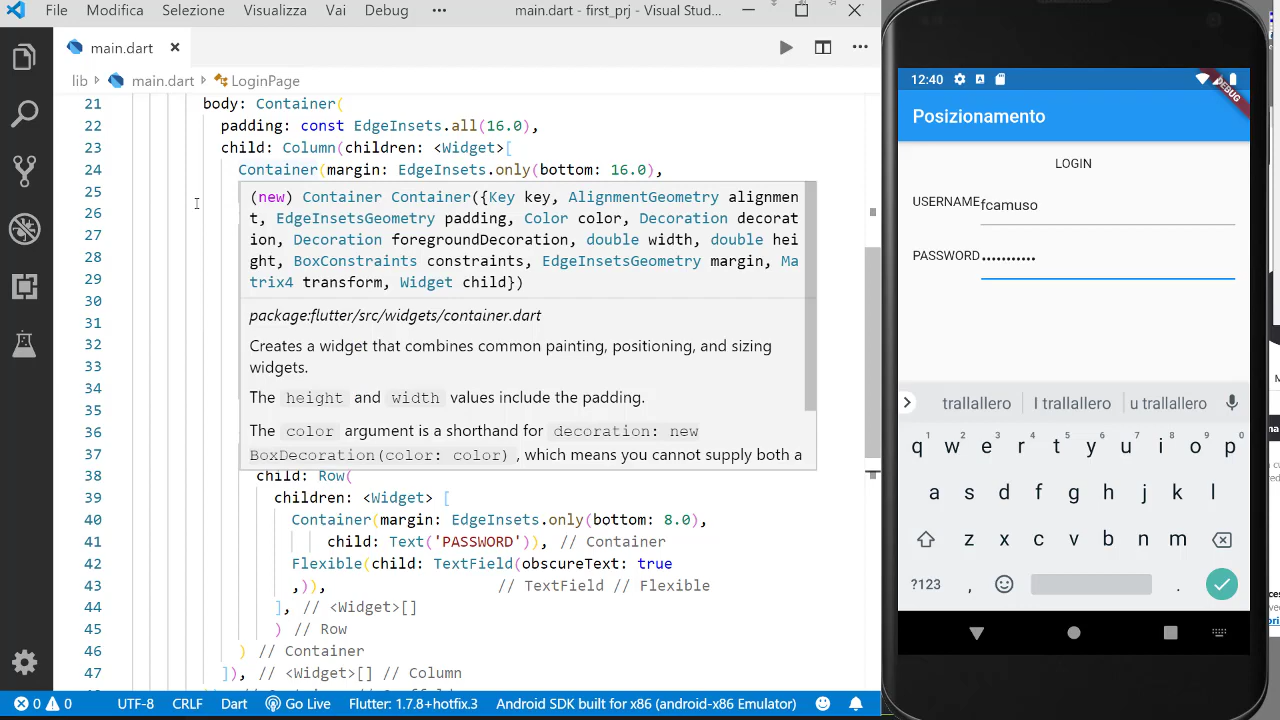 File
Modifica
Selezione
Visualizza
Vai
Debug
main.dart - first_prj - Visual Stud...
main.dart
lib
main.dart
LoginPage
21 body: Container(
22 padding: const EdgeInsets.all(16.0),
23 child: Column(children: <Widget>[
24 Container(margin: EdgeInsets.only(bottom: 16.0),
25
26
27
28
29
30
31
32
33
34
35
36
37
(new) Container Container({Key key, AlignmentGeometry alignmen
t, EdgeInsetsGeometry padding, Color color, Decoration decorat
ion, Decoration foregroundDecoration, double width, double hei
ght, BoxConstraints constraints, EdgeInsetsGeometry margin, Ma
trix4 transform, Widget child})
package:flutter/src/widgets/container.dart
Creates a widget that combines common painting, positioning, and sizing
widgets.
The height and width values include the padding.
The color argument is a shorthand for decoration: new
BoxDecoration(color: color) , which means you cannot supply both a
38 child: Row(
39 children: <Widget> [
40 Container(margin: EdgeInsets.only(bottom: 8.0),
41 child: Text('PASSWORD')), // Container
42 Flexible(child: TextField(obscureText: true
43 ,)), // TextField // Flexible
44 ], // <Widget>[]
45 ) // Row
46 ) // Container
47 ]), // <Widget>[] // Column
0
0
UTF-8
CRLF
Dart
Go Live
Flutter: 1.7.8+hotfix.3
Android SDK built for x86 (android-x86 Emulator)
12:40
DEBUG
Posizionamento
LOGIN
USERNAME fcamuso
PASSWORD •••••••••••
trallallero
l trallallero
u trallallero
q 1 w 2 e 3 r 4 t 5 y 6 u 7 i 8 o 9 p 0
a s d f g h j k l
z x c v b n m
?123 , .